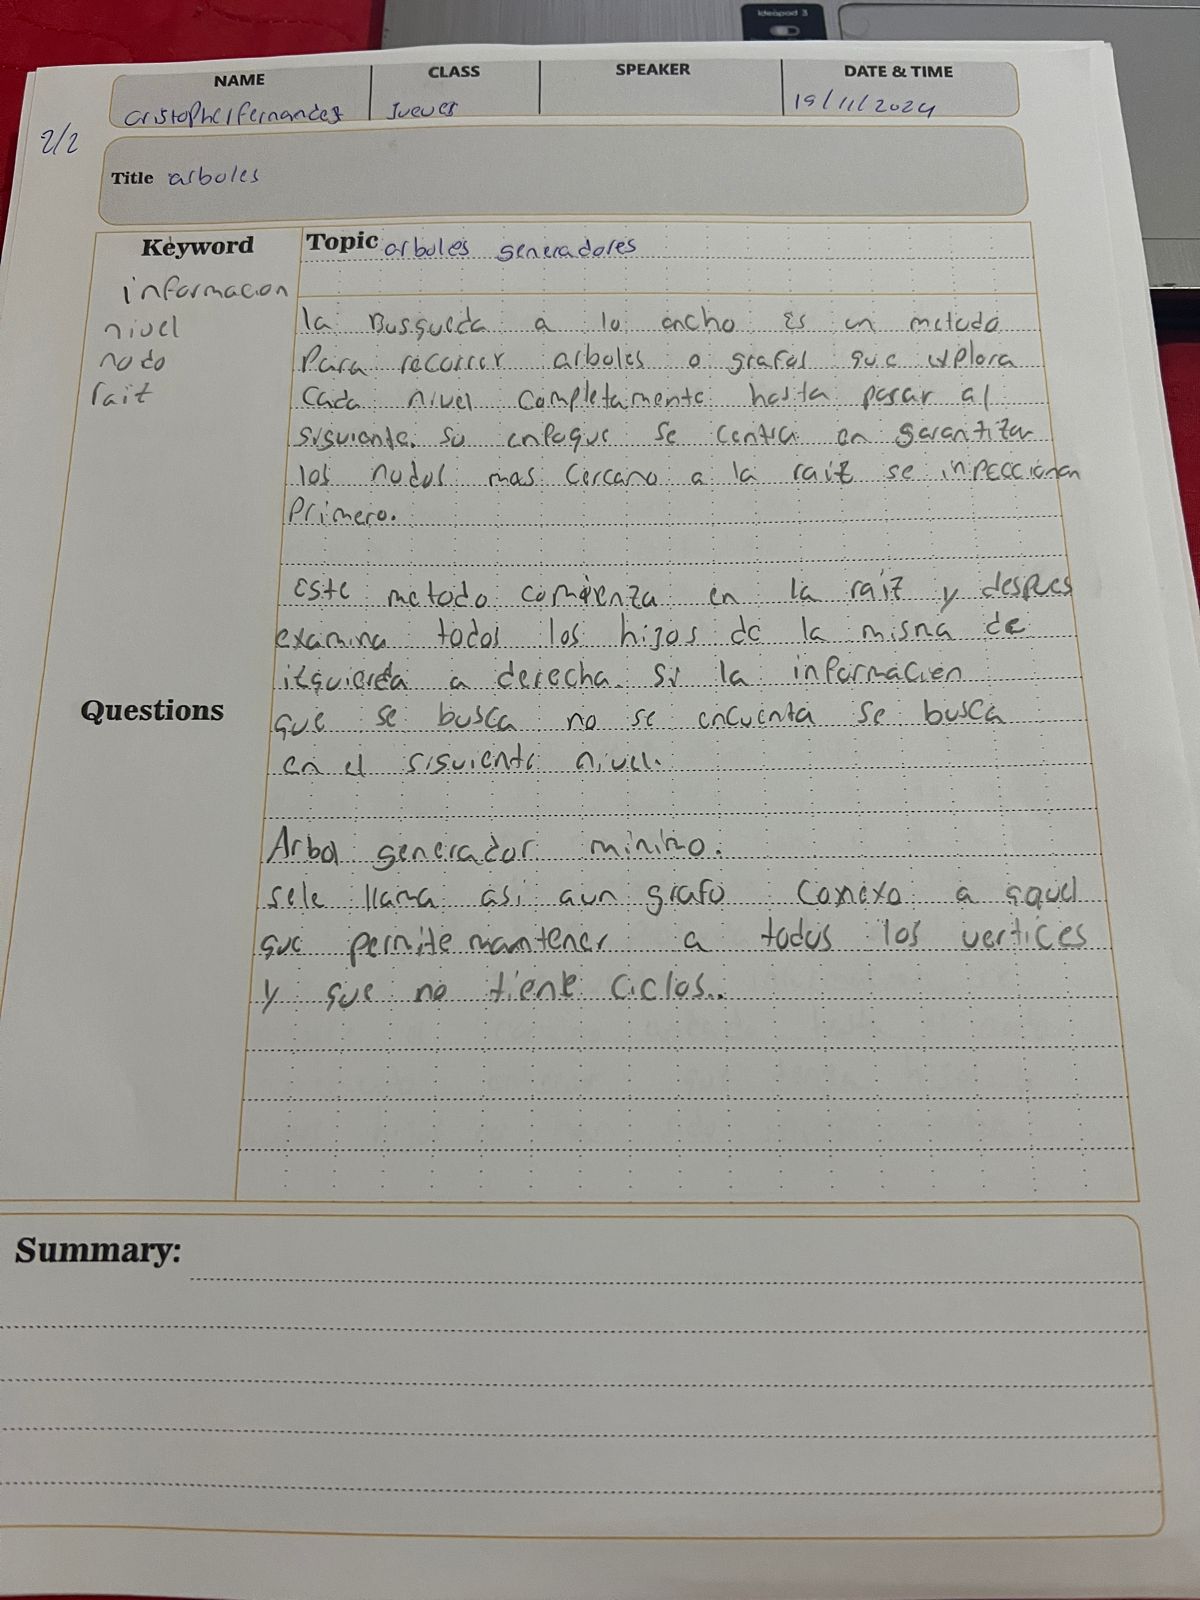 ideapad 3
NAME CLASS SPEAKER DATE & TIME
cristophelfernandez Jueves 19/11/2024
2/2
Title arboles
Keyword
informacion
nivel
nodo
rait
Topic arboles generadores
la Busqueda a lo ancho es un metodo
Para recorrer arboles o grafos que explora
Cada nivel completamente hasta pasar al
siguiente. su enfoque se centra en garantizar
los nodos mas cercano a la raiz se inpeccionan
Primero.
Este metodo comienza en la raiz y despues
examina todos los hijos de la misma de
izquierda a derecha. si la informacien
que se busca no se encuenta se busca
en el siguiente nivel.
Questions
Arbol generador minimo.
sele llama asi aun grafo conexo a aquel
que permite mantener a todos los vertices
y que no tiene ciclos..
Summary: